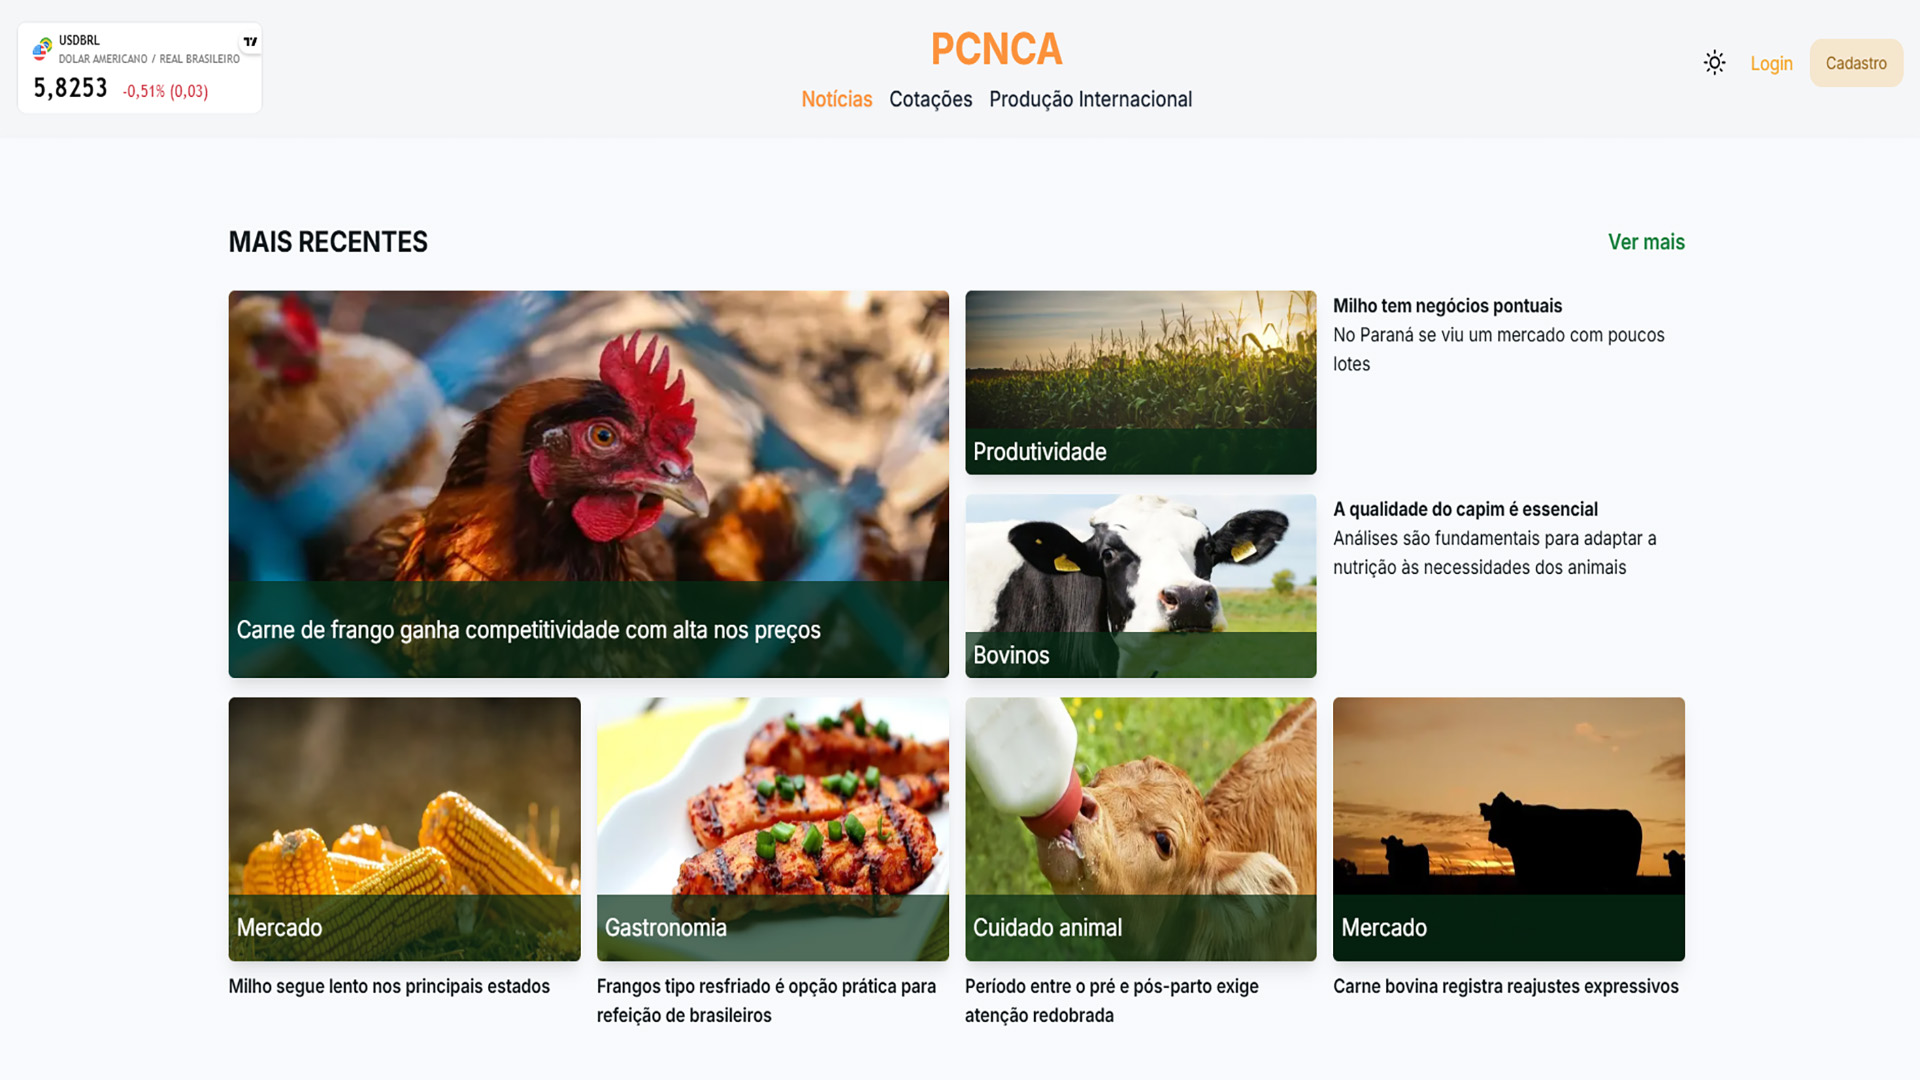 USDBRL
DOLAR AMERICANO / REAL BRASILEIRO
5,8253 -0,51% (0,03)
PCNCA
Notícias Cotações Produção Internacional
Login
Cadastro
MAIS RECENTES
Ver mais
Carne de frango ganha competitividade com alta nos preços
Produtividade
Milho tem negócios pontuais
No Paraná se viu um mercado com poucos
lotes
Bovinos
A qualidade do capim é essencial
Análises são fundamentais para adaptar a
nutrição às necessidades dos animais
Mercado
Milho segue lento nos principais estados
Gastronomia
Frangos tipo resfriado é opção prática para
refeição de brasileiros
Cuidado animal
Período entre o pré e pós-parto exige
atenção redobrada
Mercado
Carne bovina registra reajustes expressivos